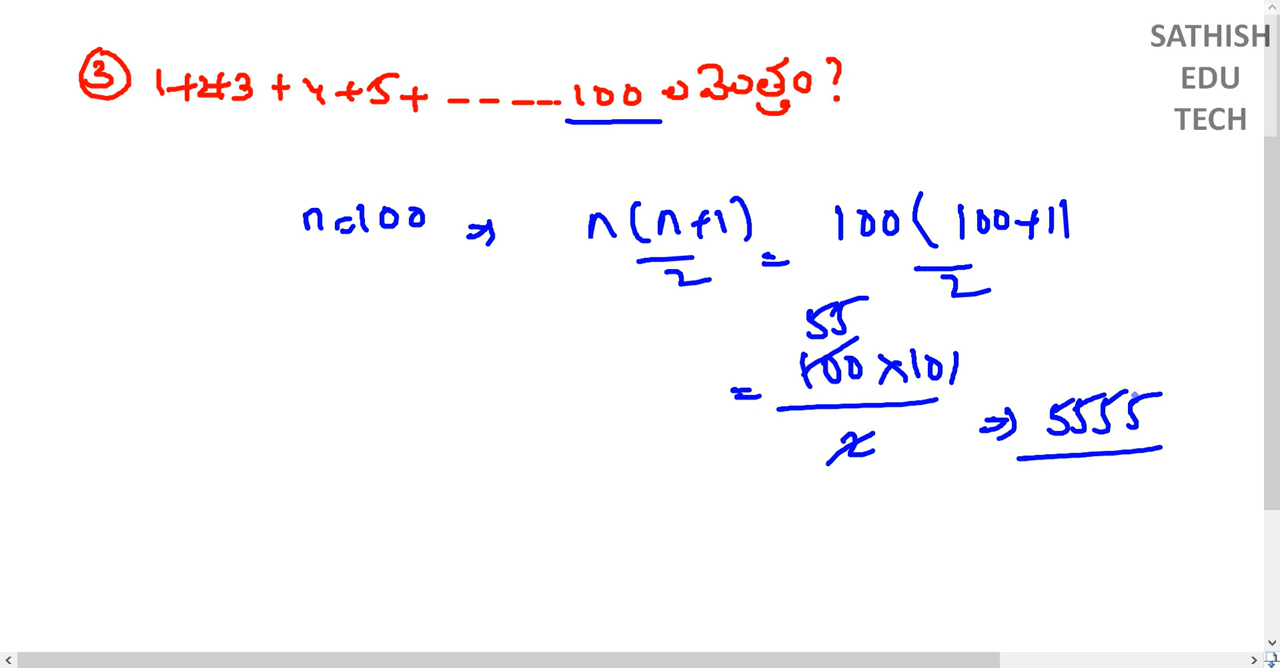 SATHISH
EDU
TECH
③ 1+2+3+4+5+ ----100 ల మొత్తం?
n=100 ⇒ n(n+1)/2 = 100(100+1)/2
55
= 100×101/2 ⇒ 5555